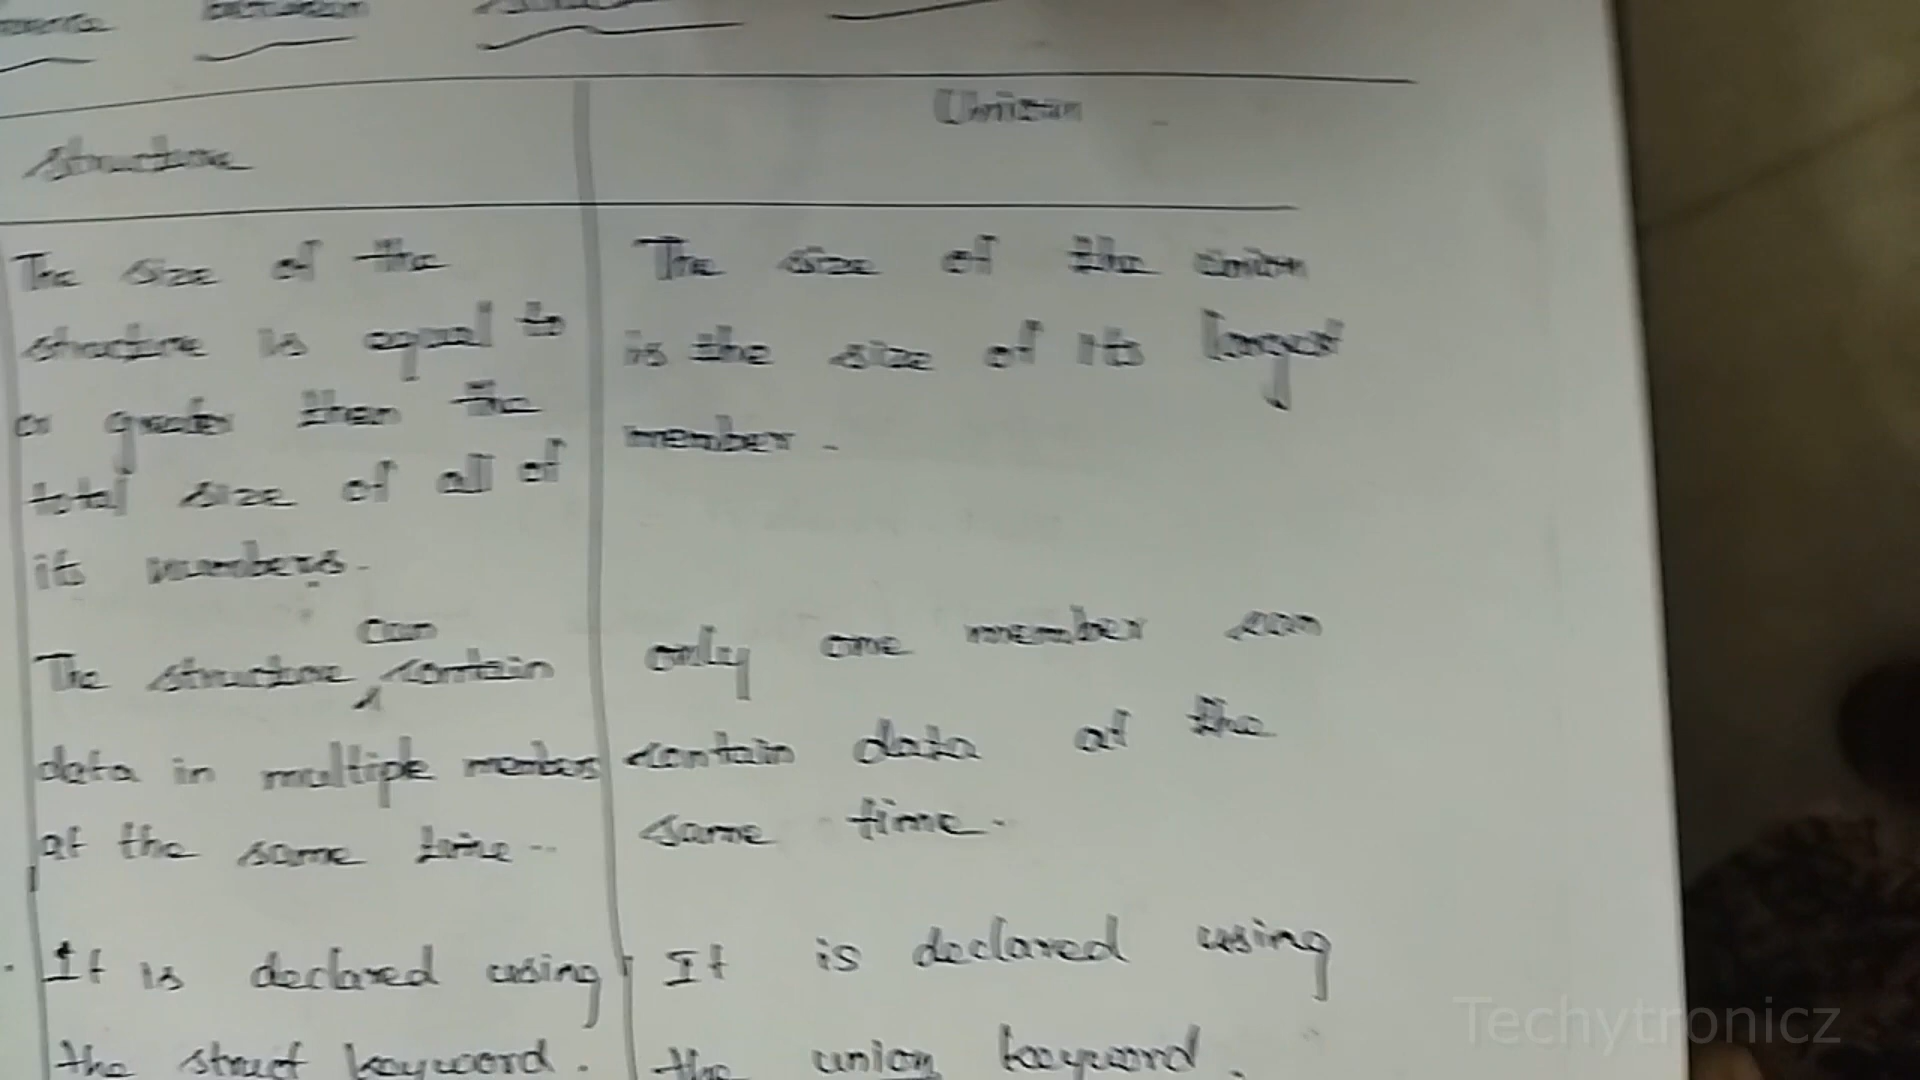 between
Structure
Union
The size of the
structure is equal to
or greater then the
total size of all of
its numbers.
The size of the union
is the size of its largest
member.
can
The structure contain
data in multiple members
at the same time.
only one member can
contain data at the
same time.
It is declared using
the struct keyword.
It is declared using
the union keyword.
Techytronicz